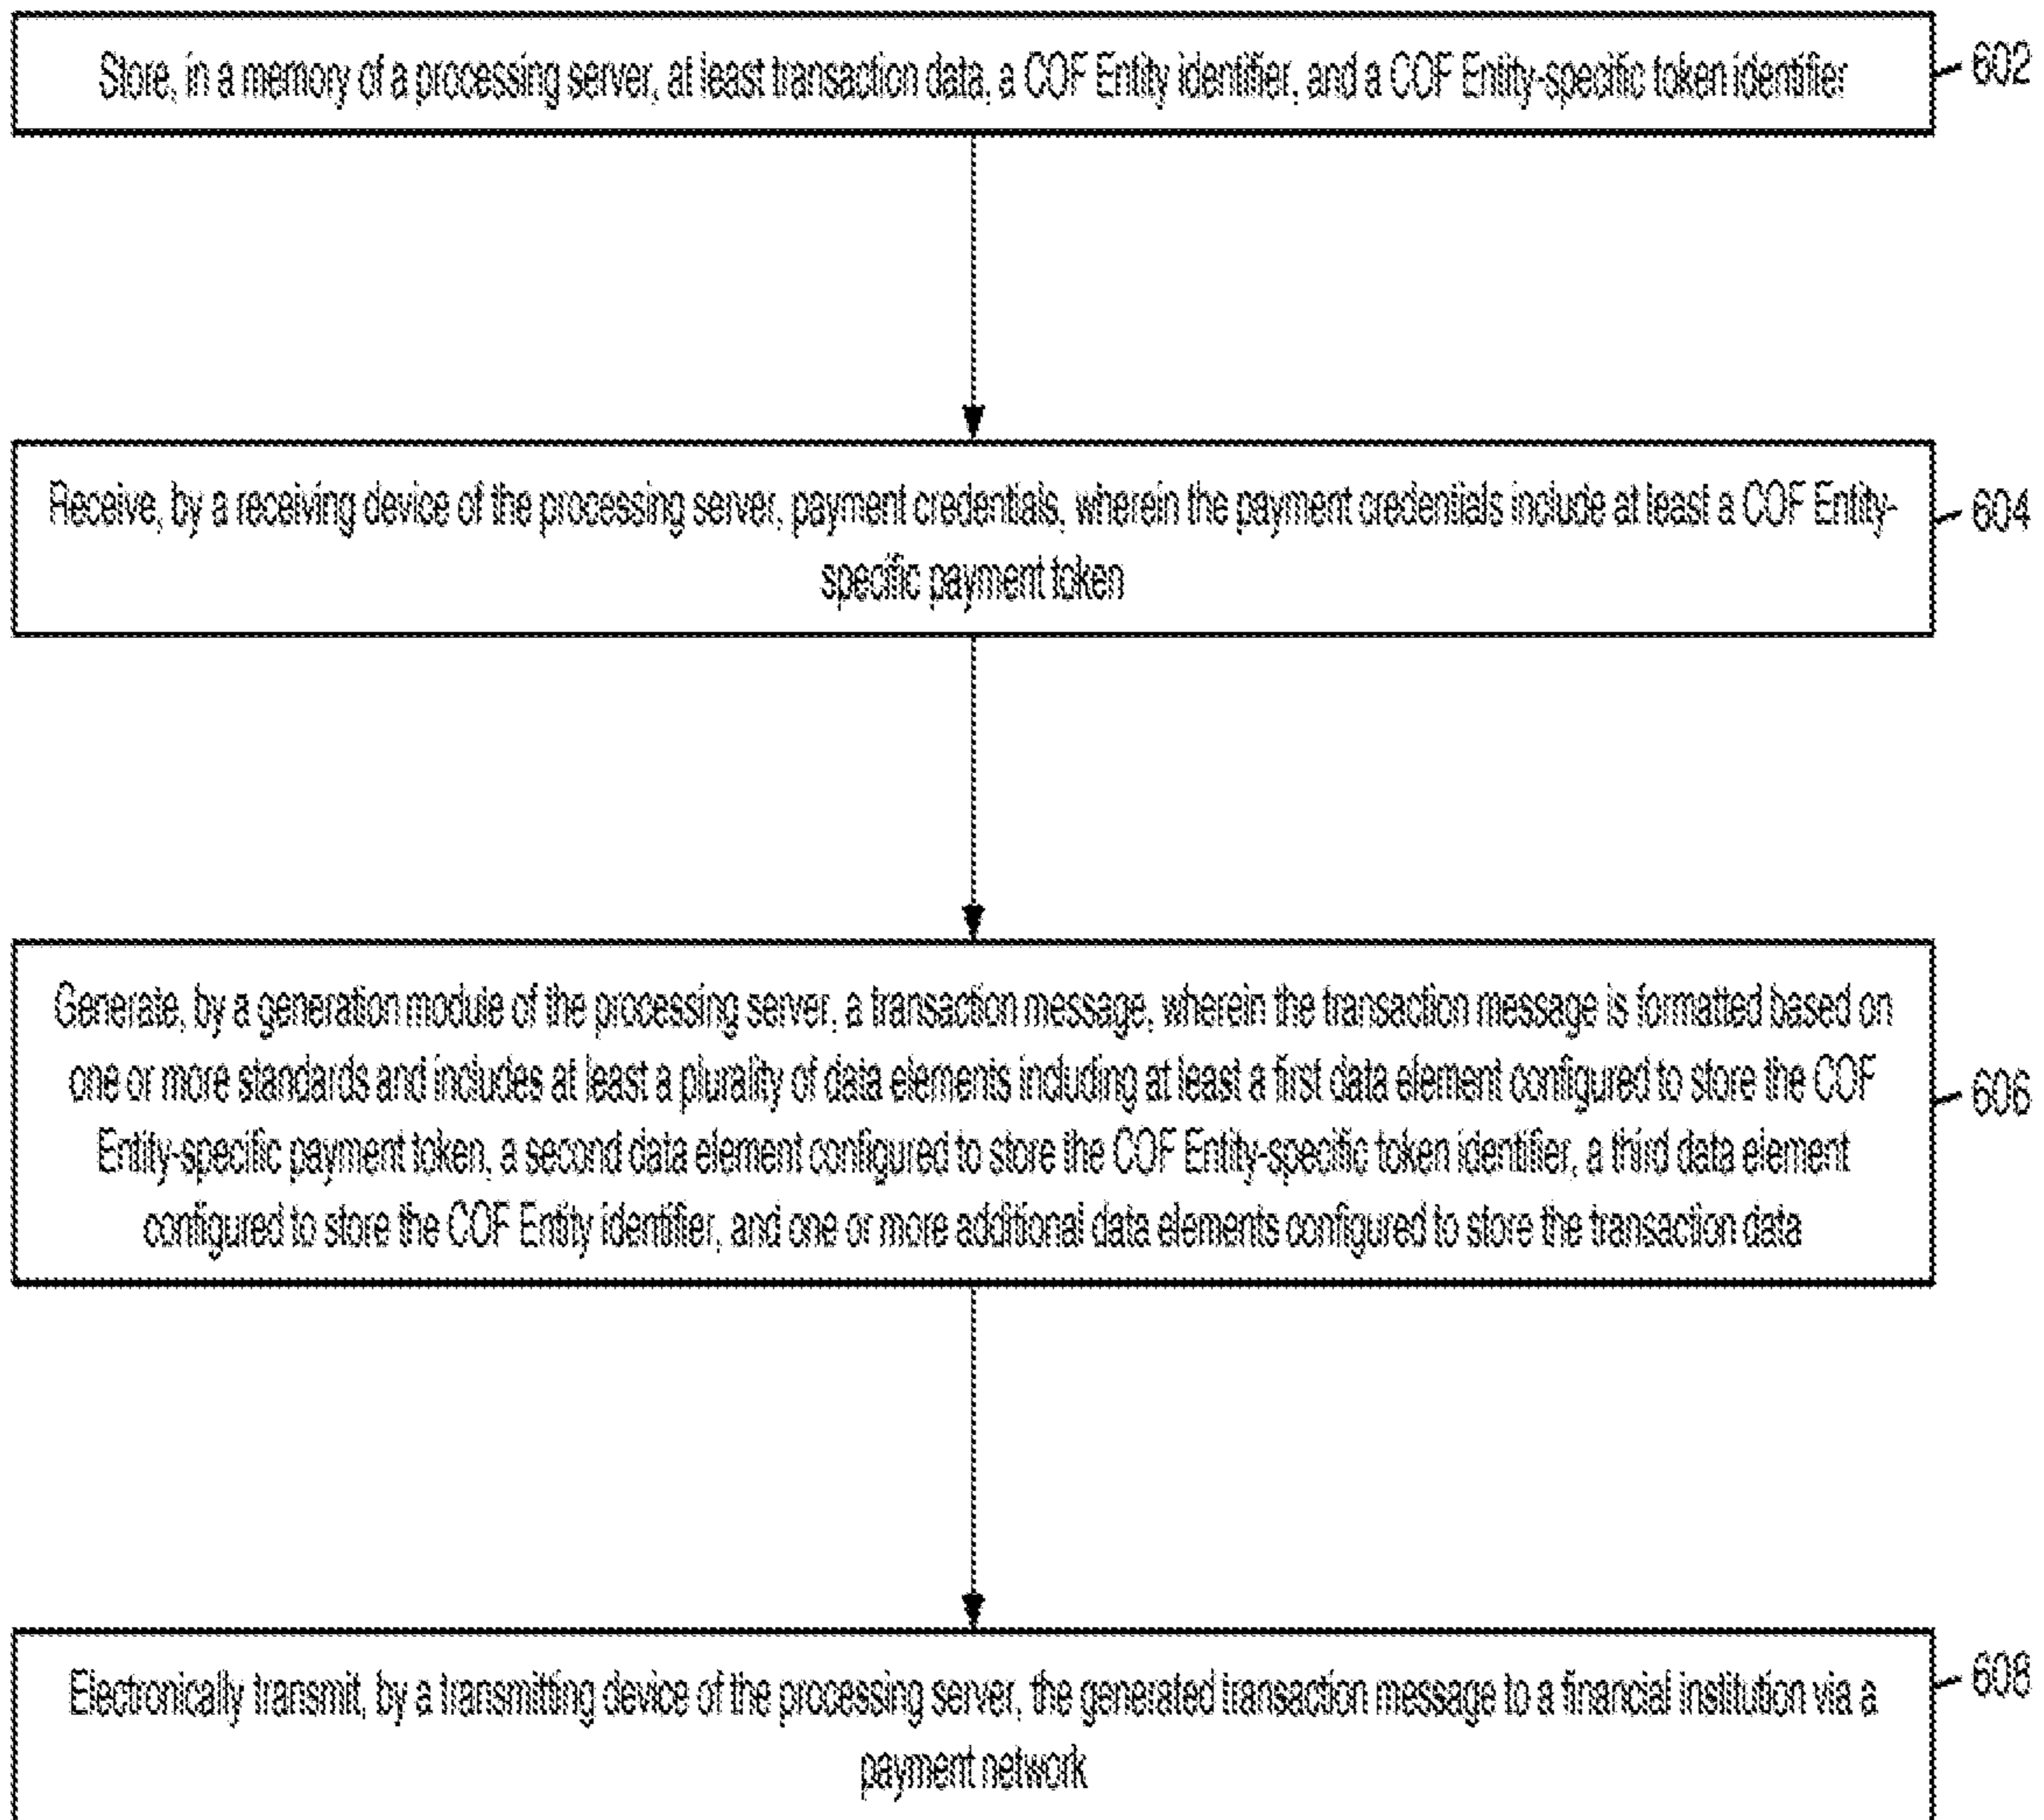 Store, in a memory of a processing server, at least transaction data, a COF Entity identifier, and a COF Entity-specific token identifier
602
Receive, by a receiving device of the processing server, payment credentials, wherein the payment credentials include at least a COF Entity-
specific payment token
604
Generate, by a generation module of the processing server, a transaction message, wherein the transaction message is formatted based on
one or more standards and includes at least a plurality of data elements including at least a first data element configured to store the COF
Entity-specific payment token, a second data element configured to store the COF Entity-specific token identifier, a third data element
configured to store the COF Entity identifier, and one or more additional data elements configured to store the transaction data
606
Electronically transmit, by a transmitting device of the processing server, the generated transaction message to a financial institution via a
payment network
608